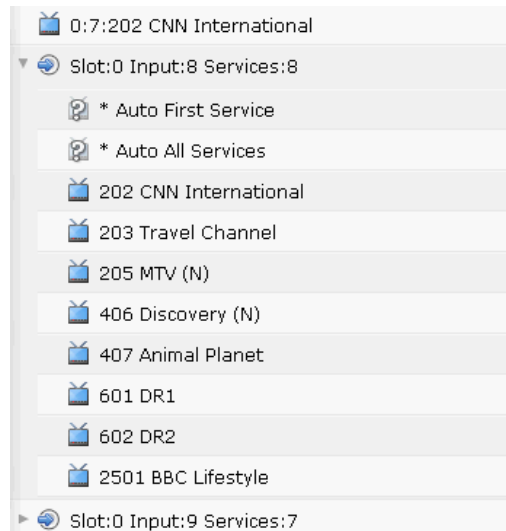 0:7:202 CNN International
Slot:0 Input:8 Services:8
* Auto First Service
* Auto All Services
202 CNN International
203 Travel Channel
205 MTV (N)
406 Discovery (N)
407 Animal Planet
601 DR1
602 DR2
2501 BBC Lifestyle
Slot:0 Input:9 Services:7